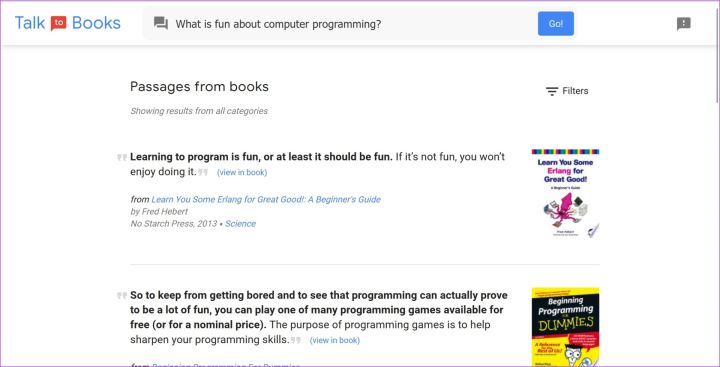 Talk to Books
What is fun about computer programming?
Go!
Passages from books
Filters
Showing results from all categories
Learning to program is fun, or at least it should be fun. If it's not fun, you won't
enjoy doing it. (view in book)
from Learn You Some Erlang for Great Good!: A Beginner's Guide
by Fred Hebert
No Starch Press, 2013 • Science
Learn You Some
Erlang for
Great Good!
A Beginner's Guide
Fred Hebert
So to keep from getting bored and to see that programming can actually prove
to be a lot of fun, you can play one of many programming games available for
free (or for a nominal price). The purpose of programming games is to help
sharpen your programming skills. (view in book)
from Beginning Programming For Dummies
Beginning
Programming
FOR
DUMMIES
A Reference
for the
Rest of Us!